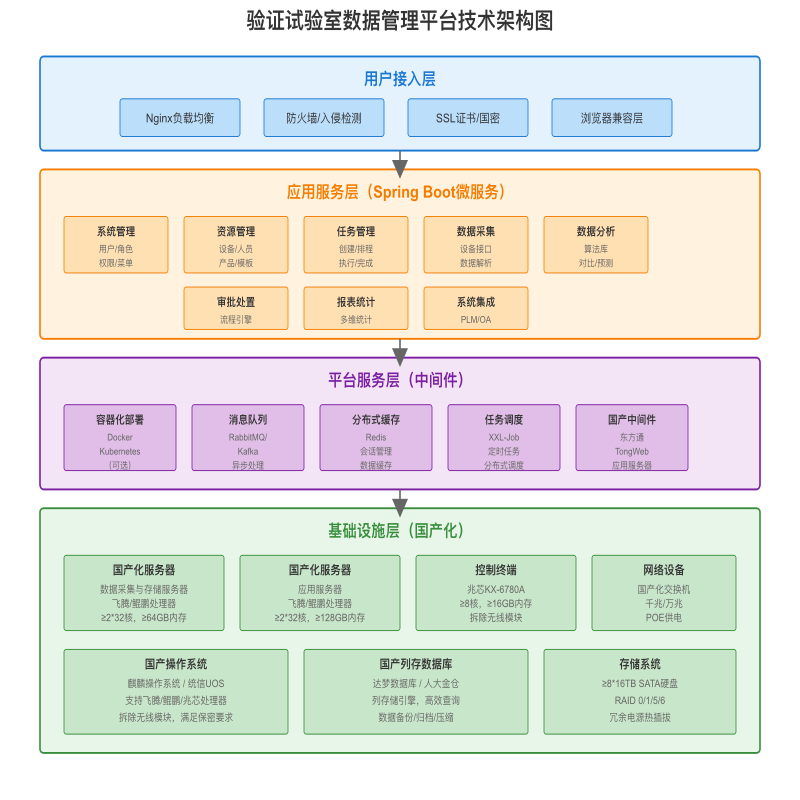 验证试验室数据管理平台技术架构图
用户接入层
Nginx负载均衡
防火墙/入侵检测
SSL证书/国密
浏览器兼容层
应用服务层（Spring Boot微服务）
系统管理
用户/角色
权限/菜单
资源管理
设备/人员
产品/模板
任务管理
创建/排程
执行/完成
数据采集
设备接口
数据解析
数据分析
算法库
对比/预测
审批处置
流程引擎
报表统计
多维统计
系统集成
PLM/OA
平台服务层（中间件）
容器化部署
Docker
Kubernetes
（可选）
消息队列
RabbitMQ/
Kafka
异步处理
分布式缓存
Redis
会话管理
数据缓存
任务调度
XXL-Job
定时任务
分布式调度
国产中间件
东方通
TongWeb
应用服务器
基础设施层（国产化）
国产化服务器
数据采集与存储服务器
飞腾/鲲鹏处理器
≥2*32核，≥64GB内存
国产化服务器
应用服务器
飞腾/鲲鹏处理器
≥2*32核，≥128GB内存
控制终端
兆芯KX-6780A
≥8核，≥16GB内存
拆除无线模块
网络设备
国产化交换机
千兆/万兆
POE供电
国产操作系统
麒麟操作系统 / 统信UOS
支持飞腾/鲲鹏/兆芯处理器
拆除无线模块，满足保密要求
国产列存数据库
达梦数据库 / 人大金仓
列存储引擎，高效查询
数据备份/归档/压缩
存储系统
≥8*16TB SATA硬盘
RAID 0/1/5/6
冗余电源热插拔